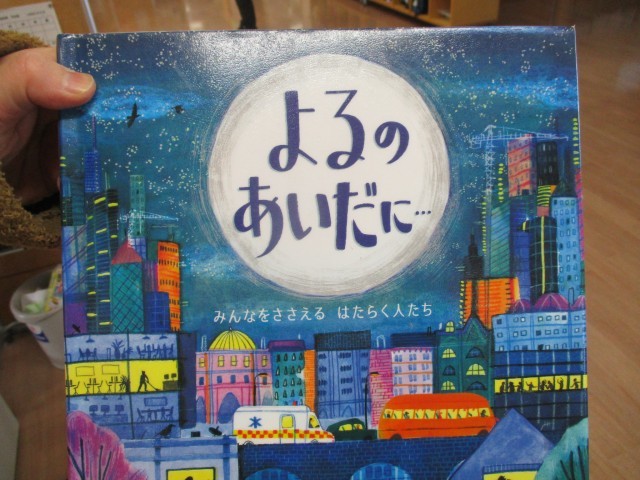 よるの
あいだに…
みんなをささえる はたらく人たち